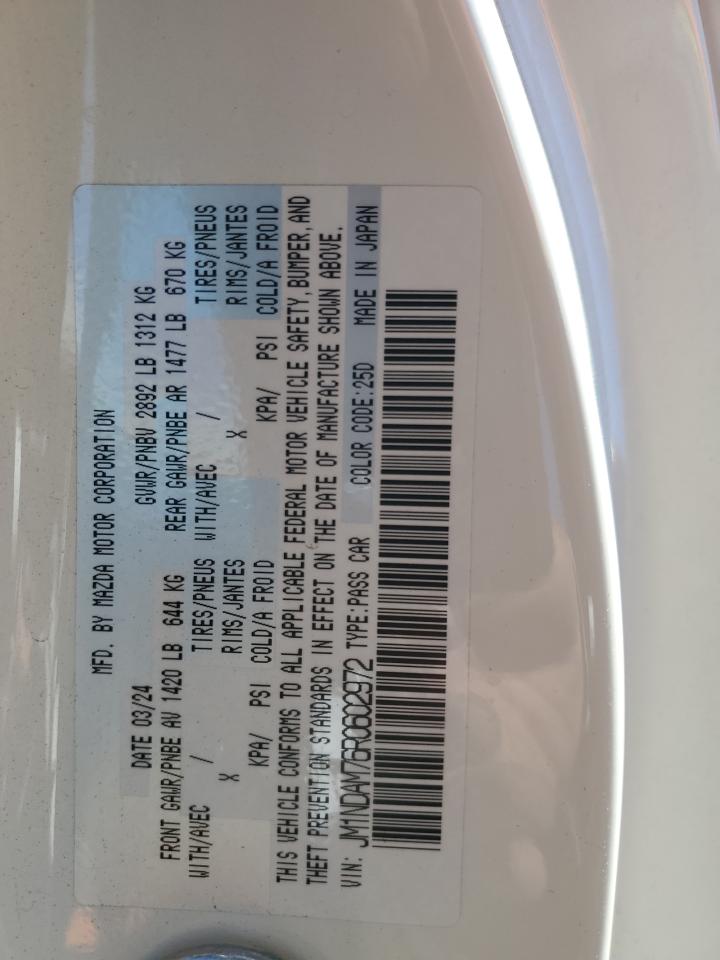 MFD. BY MAZDA MOTOR CORPORATION
DATE 03/24 GVWR/PNBV 2892 LB 1312 KG
FRONT GAWR/PNBE AV 1420 LB 644 KG REAR GAWR/PNBE AR 1477 LB 670 KG
WITH/AVEC / TIRES/PNEUS WITH/AVEC / TIRES/PNEUS
X RIMS/JANTES X RIMS/JANTES
KPA/ PSI COLD/A FROID KPA/ PSI COLD/A FROID
THIS VEHICLE CONFORMS TO ALL APPLICABLE FEDERAL MOTOR VEHICLE SAFETY, BUMPER, AND
THEFT PREVENTION STANDARDS IN EFFECT ON THE DATE OF MANUFACTURE SHOWN ABOVE.
VIN: JM1NDAM76R0602972 TYPE:PASS CAR COLOR CODE:25D MADE IN JAPAN